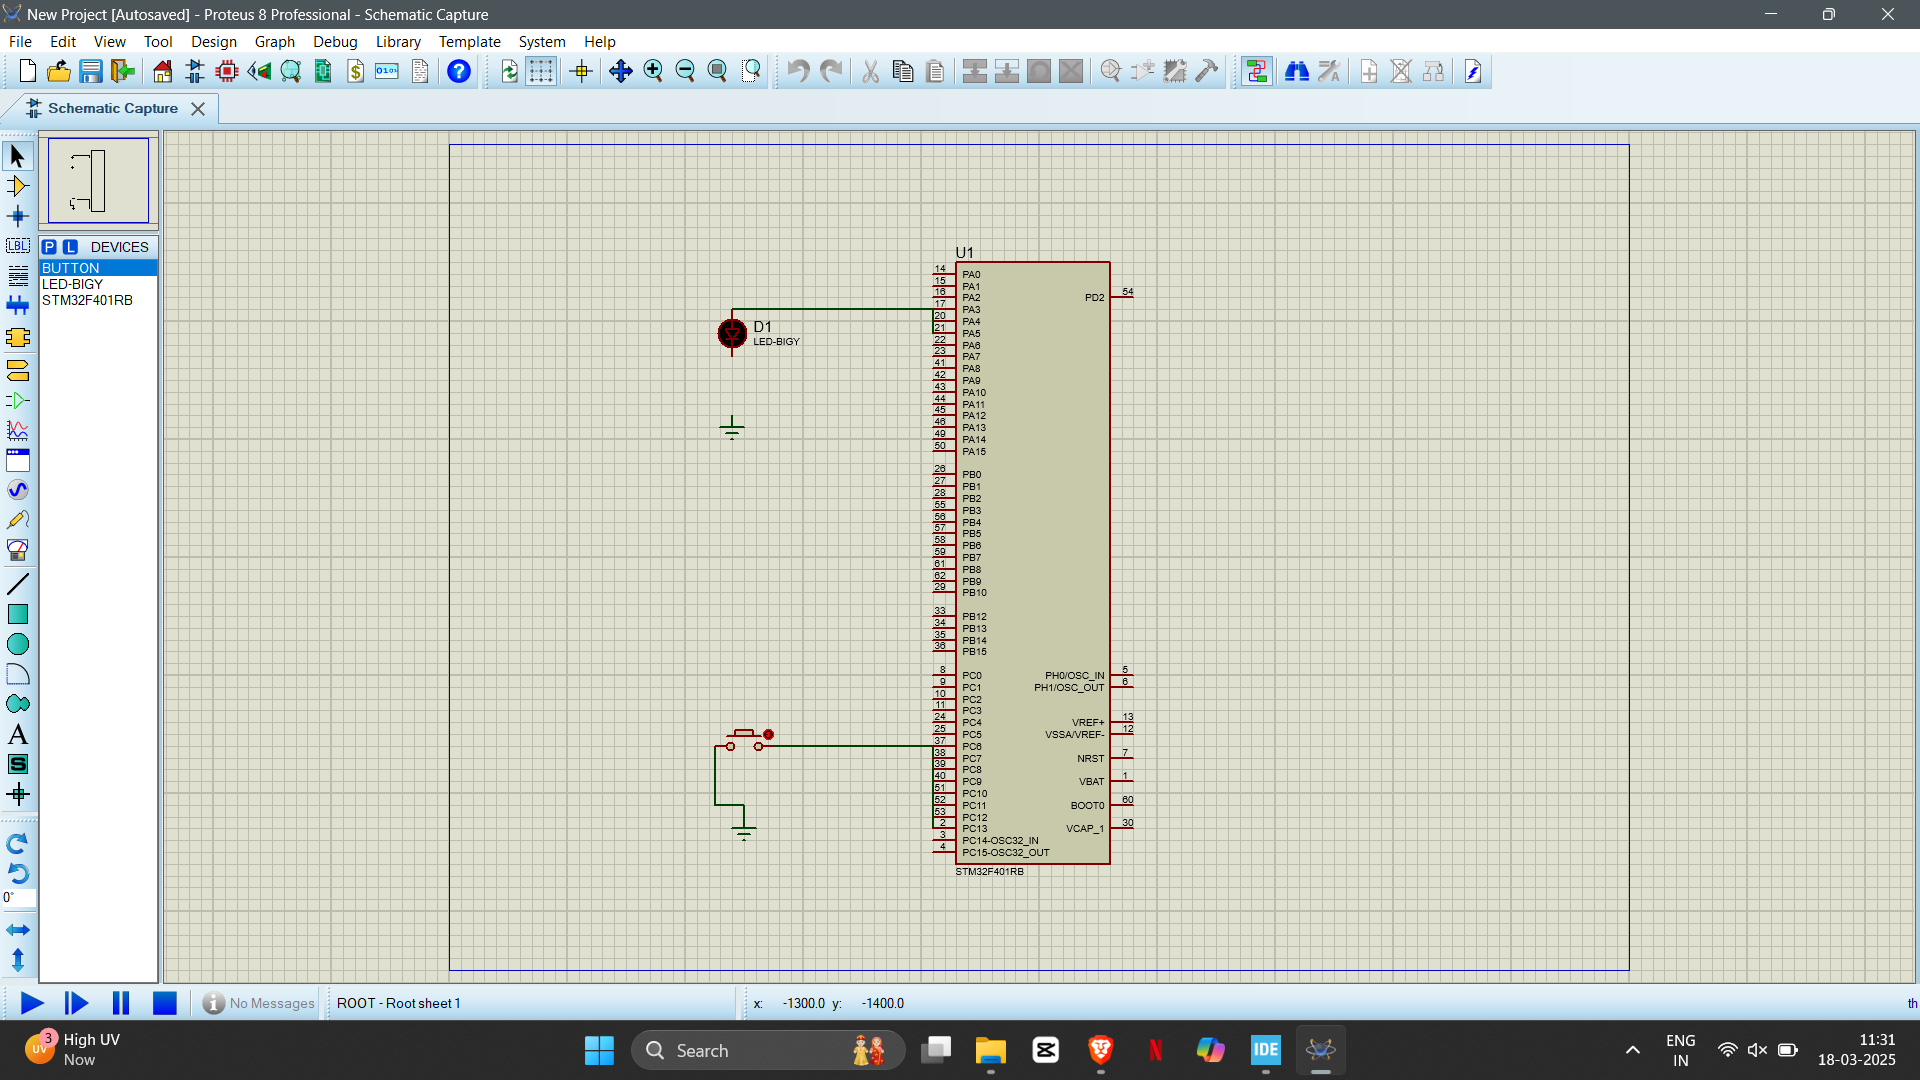 New Project [Autosaved] - Proteus 8 Professional - Schematic Capture
File Edit View Tool Design Graph Debug Library Template System Help
Schematic Capture
LBL
P L DEVICES
BUTTON
LED-BIGY
STM32F401RB
A
S
0°
D1
LED-BIGY
U1
14 PA0
15 PA1
16 PA2
17 PA3
20 PA4
21 PA5
22 PA6
23 PA7
41 PA8
42 PA9
43 PA10
44 PA11
45 PA12
46 PA13
49 PA14
50 PA15
26 PB0
27 PB1
28 PB2
55 PB3
56 PB4
57 PB5
58 PB6
59 PB7
61 PB8
62 PB9
29 PB10
33 PB12
34 PB13
35 PB14
36 PB15
8 PC0
9 PC1
10 PC2
11 PC3
24 PC4
25 PC5
37 PC6
38 PC7
39 PC8
40 PC9
51 PC10
52 PC11
53 PC12
2 PC13
3 PC14-OSC32_IN
4 PC15-OSC32_OUT
PD2 54
PH0/OSC_IN 5
PH1/OSC_OUT 6
VREF+ 13
VSSA/VREF- 12
NRST 7
VBAT 1
BOOT0 60
VCAP_1 30
STM32F401RB
No Messages
ROOT - Root sheet 1
x: -1300.0 y: -1400.0
th
UV
3
High UV
Now
Search
IDE
ENG
IN
11:31
18-03-2025